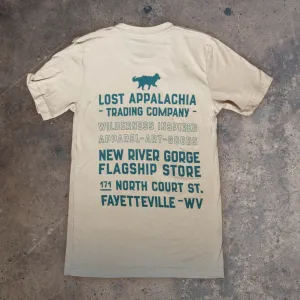 LOST APPALACHIA
- TRADING COMPANY -
WILDERNESS INSPIRED
APPAREL-ART-GOODS
NEW RIVER GORGE
FLAGSHIP STORE
171 NORTH COURT ST.
FAYETTEVILLE -WV